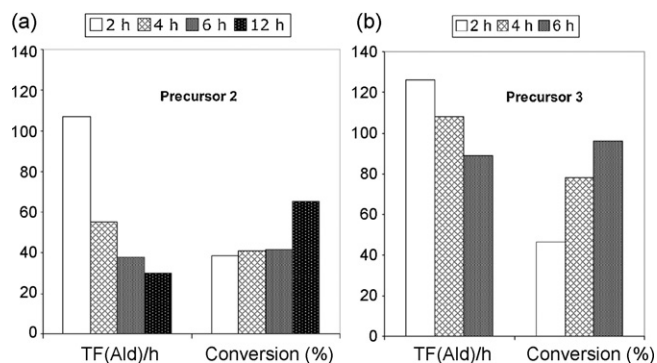 (a)
2 h 4 h 6 h 12 h
140
120
100
80
60
40
20
0
Precursor 2
TF(Ald)/h Conversion (%)
(b)
2 h 4 h 6 h
140
120
100
80
60
40
20
0
Precursor 3
TF(Ald)/h Conversion (%)